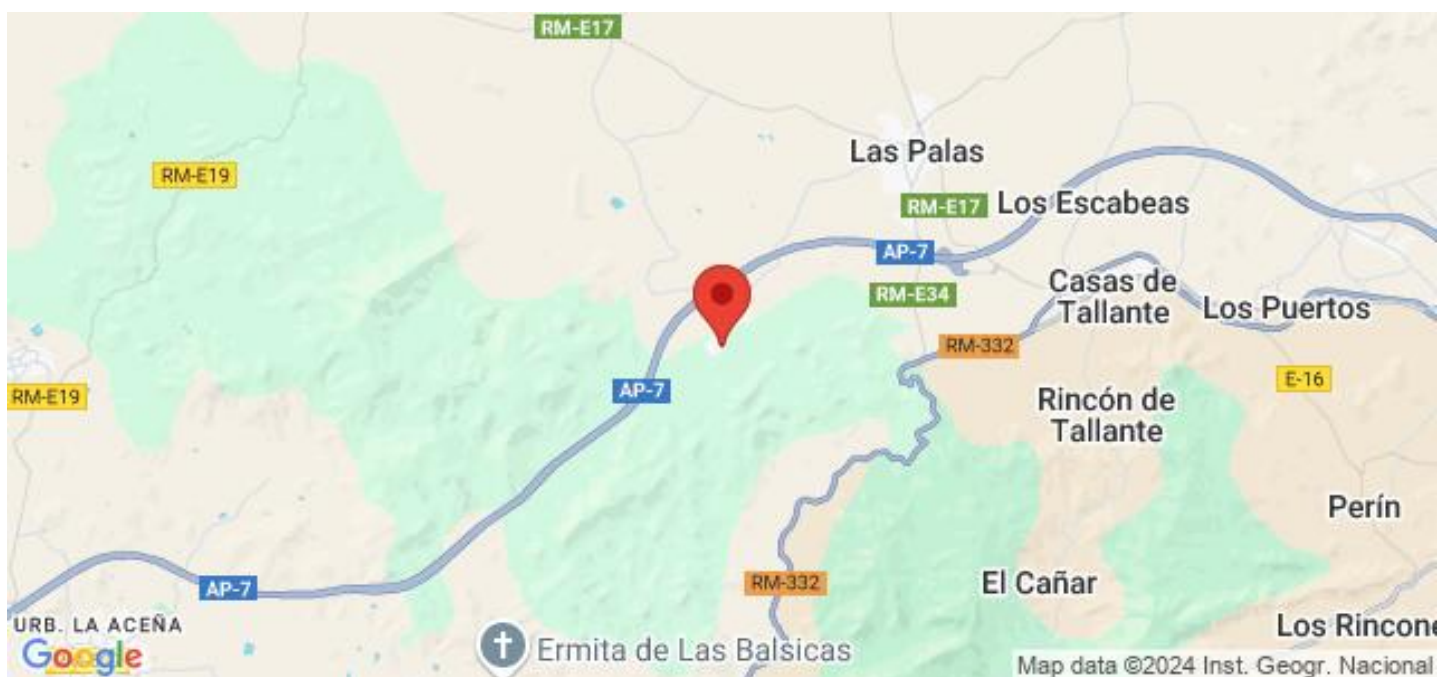 RM-E17
Las Palas
RM-E19
RM-E17
Los Escabeas
AP-7
Casas de
Tallante
RM-E34
Los Puertos
RM-332
E-16
AP-7
RM-E19
Rincón de
Tallante
Perín
AP-7
RM-332
El Cañar
URB. LA ACEÑA
Los Rincone
Google
Ermita de Las Balsicas
Map data ©2024 Inst. Geogr. Nacional